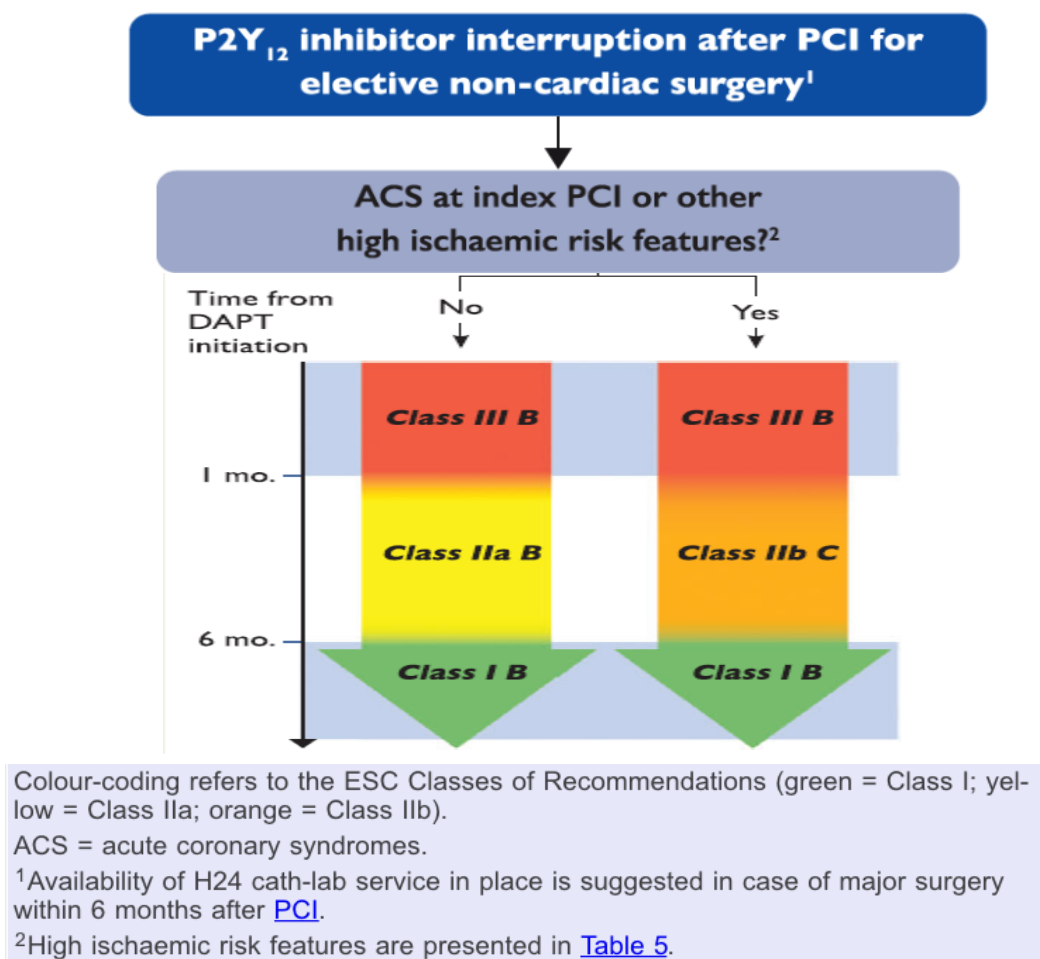 P2Y₁₂ inhibitor interruption after PCI for
elective non-cardiac surgery¹
ACS at index PCI or other
high ischaemic risk features?²
Time from
DAPT
initiation
No
Yes
Class III B
Class III B
1 mo.
Class IIa B
Class IIb C
6 mo.
Class I B
Class I B
Colour-coding refers to the ESC Classes of Recommendations (green = Class I; yel-
low = Class IIa; orange = Class IIb).
ACS = acute coronary syndromes.
¹Availability of H24 cath-lab service in place is suggested in case of major surgery
within 6 months after PCI.
²High ischaemic risk features are presented in Table 5.